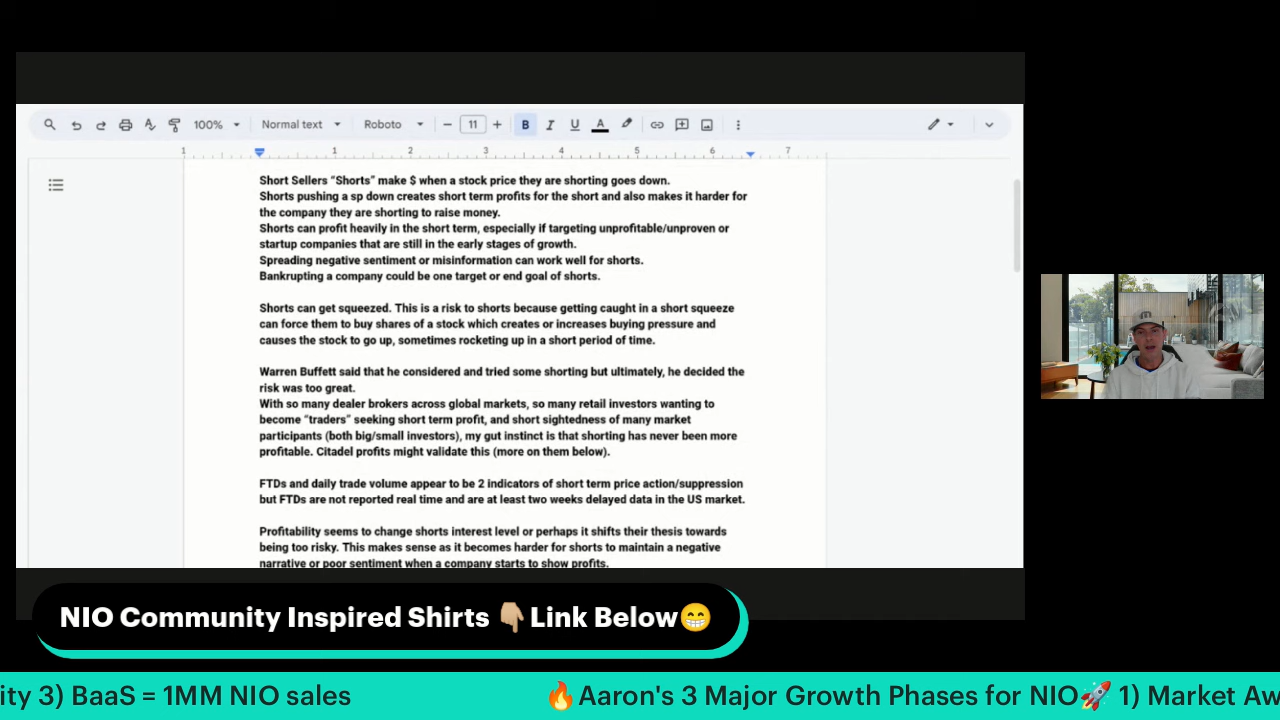 100%
Normal text
Roboto
11
B
I
U
A
1
1
2
3
4
5
6
7
Short Sellers “Shorts” make $ when a stock price they are shorting goes down.
Shorts pushing a sp down creates short term profits for the short and also makes it harder for
the company they are shorting to raise money.
Shorts can profit heavily in the short term, especially if targeting unprofitable/unproven or
startup companies that are still in the early stages of growth.
Spreading negative sentiment or misinformation can work well for shorts.
Bankrupting a company could be one target or end goal of shorts.
Shorts can get squeezed. This is a risk to shorts because getting caught in a short squeeze
can force them to buy shares of a stock which creates or increases buying pressure and
causes the stock to go up, sometimes rocketing up in a short period of time.
Warren Buffett said that he considered and tried some shorting but ultimately, he decided the
risk was too great.
With so many dealer brokers across global markets, so many retail investors wanting to
become “traders” seeking short term profit, and short sightedness of many market
participants (both big/small investors), my gut instinct is that shorting has never been more
profitable. Citadel profits might validate this (more on them below).
FTDs and daily trade volume appear to be 2 indicators of short term price action/suppression
but FTDs are not reported real time and are at least two weeks delayed data in the US market.
Profitability seems to change shorts interest level or perhaps it shifts their thesis towards
being too risky. This makes sense as it becomes harder for shorts to maintain a negative
narrative or poor sentiment when a company starts to show profits.
NIO Community Inspired Shirts 👇🏼Link Below😁
ity 3) BaaS = 1MM NIO sales
🔥Aaron's 3 Major Growth Phases for NIO🚀 1) Market Aw